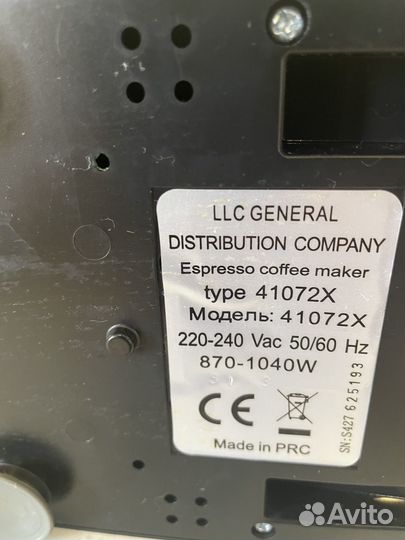 LLC GENERAL
DISTRIBUTION COMPANY
Espresso coffee maker
type 41072X
Модель: 41072X
220-240 Vac 50/60 Hz
870-1040W
CE
Made in PRC
SN:S427 625193
Avito